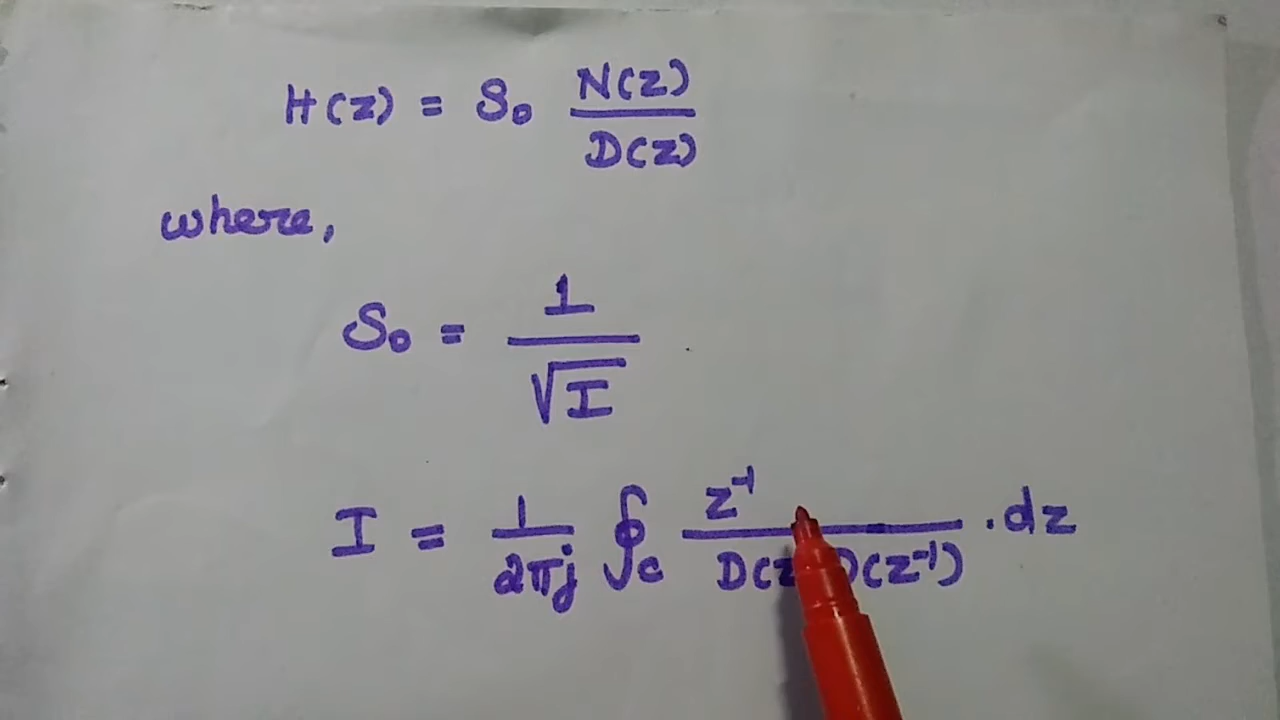 H(z) = S₀ N(z)/D(z)
where,
S₀ = 1/√I
I = 1/2πj ∮c z⁻¹/D(z) D(z⁻¹) . dz